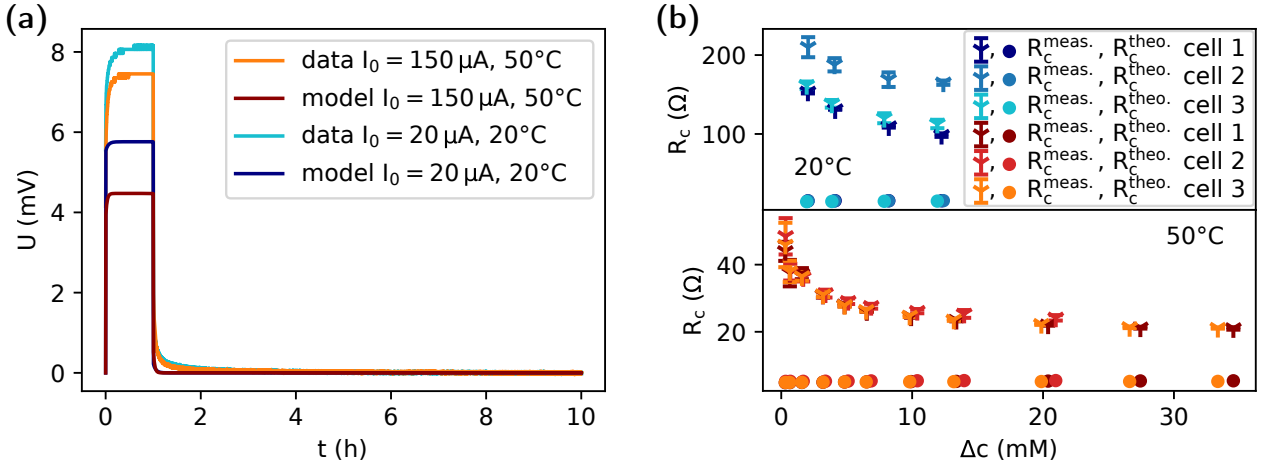 (a)
8
6
4
2
0
U (mV)
0 2 4 6 8 10
t (h)
data I₀ = 150 μA, 50°C
model I₀ = 150 μA, 50°C
data I₀ = 20 μA, 20°C
model I₀ = 20 μA, 20°C
(b)
200
100
R_c (Ω)
20°C
, R_c^meas. , R_c^theo. cell 1
, R_c^meas. , R_c^theo. cell 2
, R_c^meas. , R_c^theo. cell 3
, R_c^meas. , R_c^theo. cell 1
, R_c^meas. , R_c^theo. cell 2
, R_c^meas. , R_c^theo. cell 3
50°C
40
20
R_c (Ω)
0 10 20 30
Δc (mM)